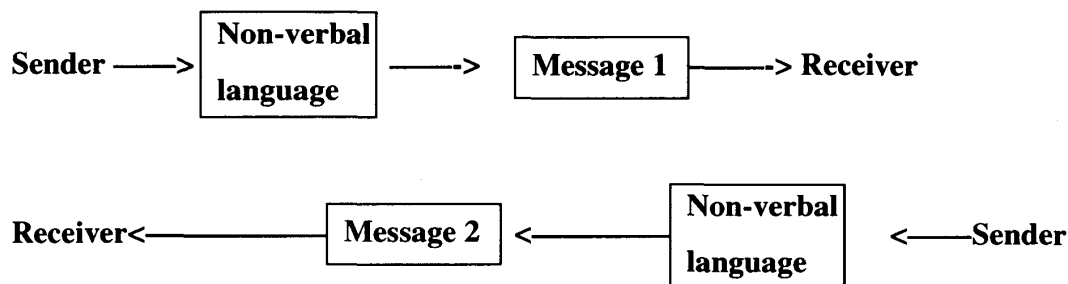 Non-verbal
Sender ——> ——-> Message 1 ——-> Receiver
language
Non-verbal
Receiver<—— Message 2 <—— <——Sender
language